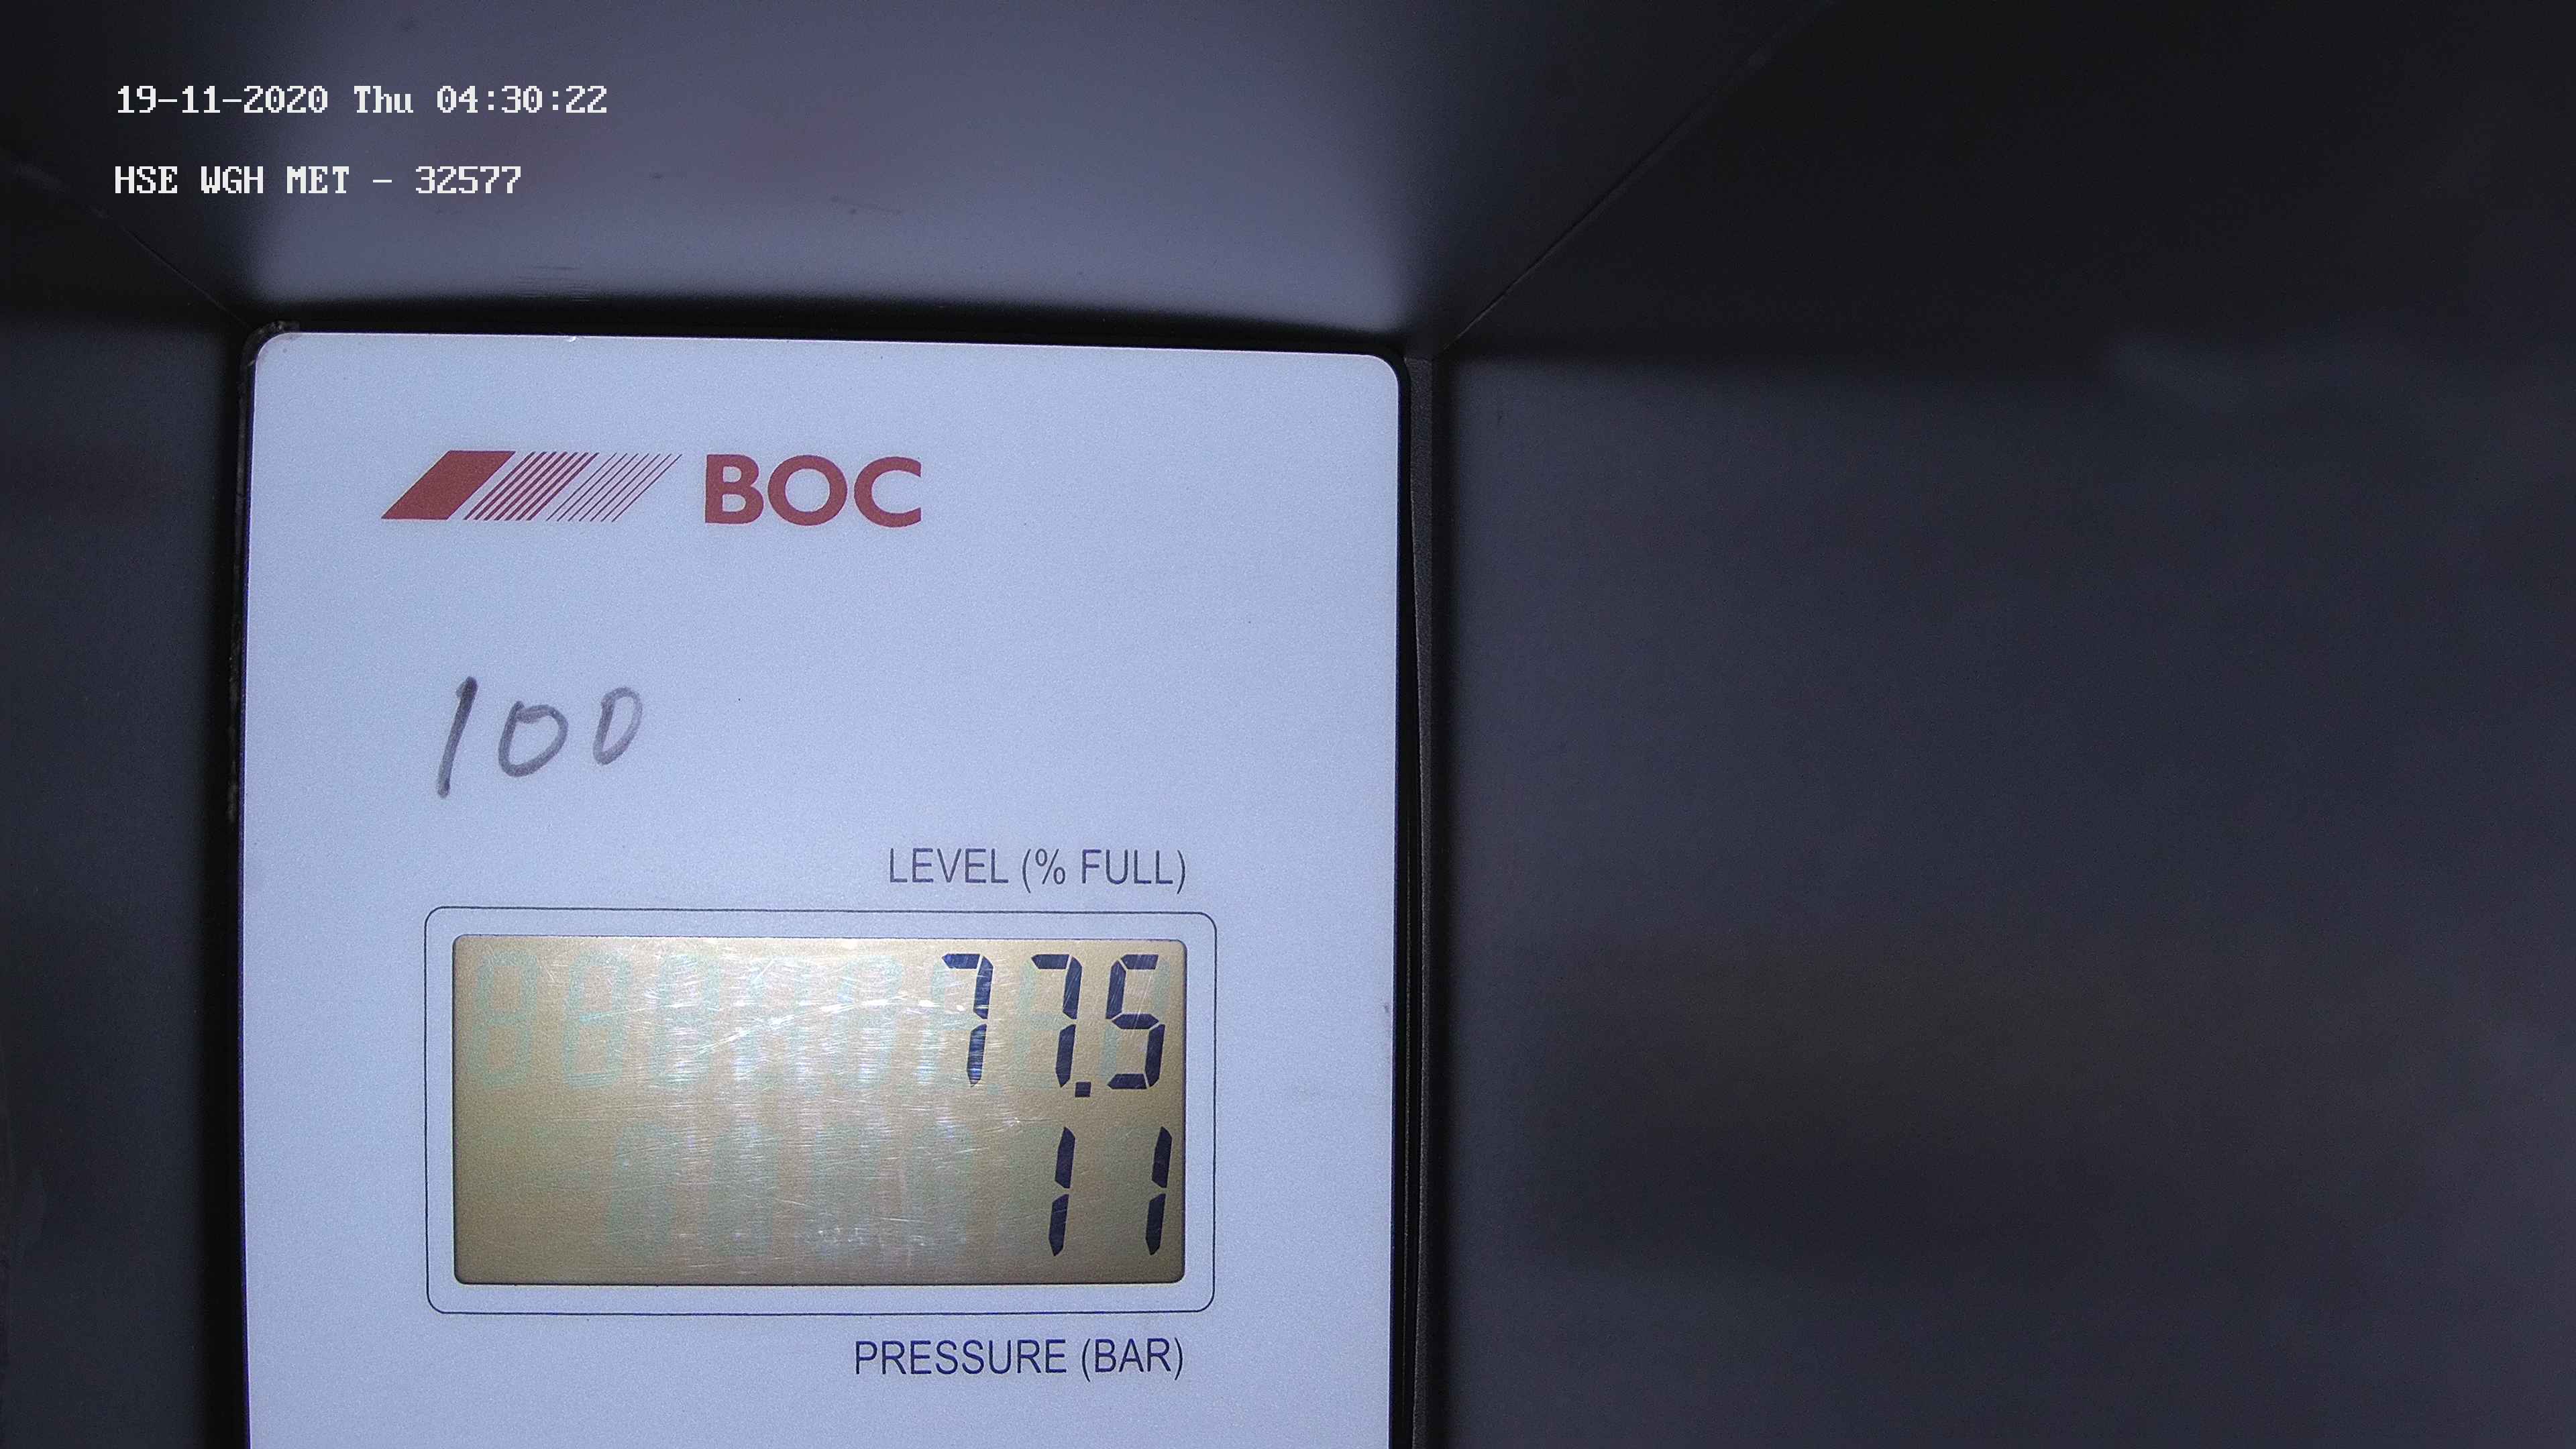 19-11-2020 Thu 04:30:22
HSE WGH MET - 32577
BOC
100
LEVEL (% FULL)
77.5
11
PRESSURE (BAR)